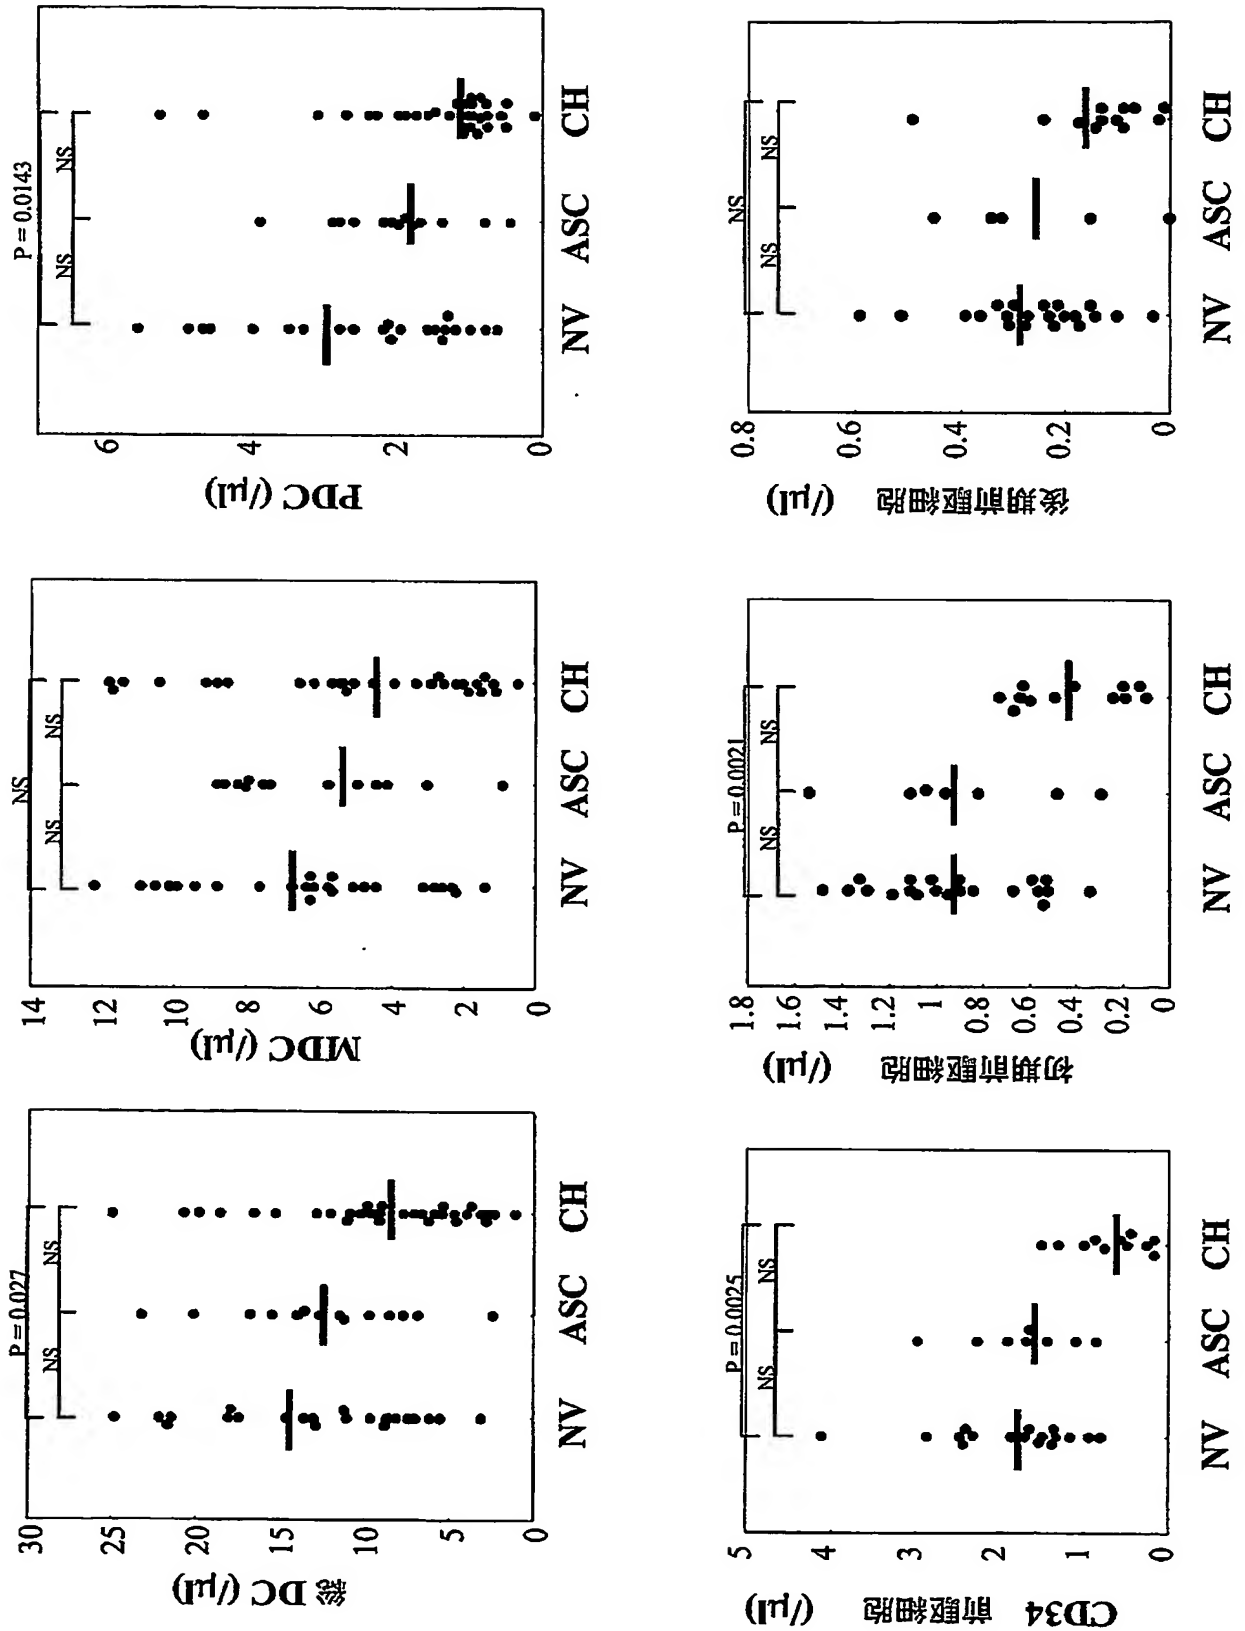 総DC (/μl)
30
25
20
15
10
5
0
P = 0.027
NS
NS
NV
ASC
CH
MDC (/μl)
14
12
10
8
6
4
2
0
NS
NS
NS
NV
ASC
CH
PDC (/μl)
6
4
2
0
P = 0.0143
NS
NS
NV
ASC
CH
CD34 前駆細胞 (/μl)
5
4
3
2
1
0
P = 0.0025
NS
NS
NV
ASC
CH
初期前駆細胞 (/μl)
1.8
1.6
1.4
1.2
1
0.8
0.6
0.4
0.2
0
P = 0.0021
NS
NS
NV
ASC
CH
後期前駆細胞 (/μl)
0.8
0.6
0.4
0.2
0
NS
NS
NS
NV
ASC
CH